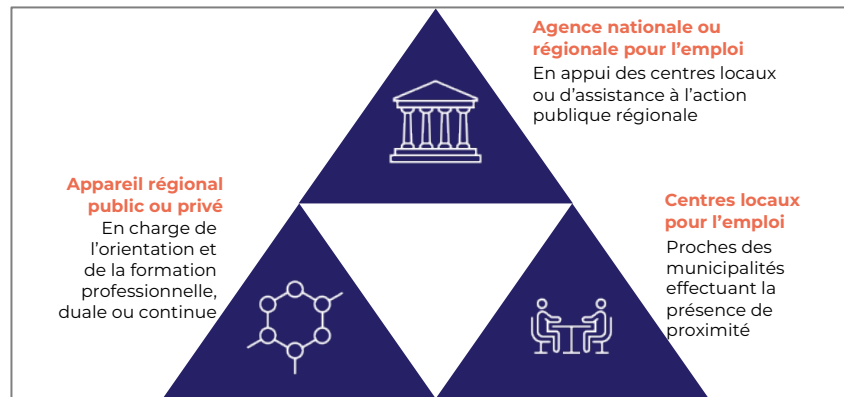 Agence nationale ou
régionale pour l’emploi
En appui des centres locaux
ou d’assistance à l’action
publique régionale
Appareil régional
public ou privé
En charge de
l’orientation et
de la formation
professionnelle,
duale ou continue
Centres locaux
pour l’emploi
Proches des
municipalités
effectuant la
présence de
proximité